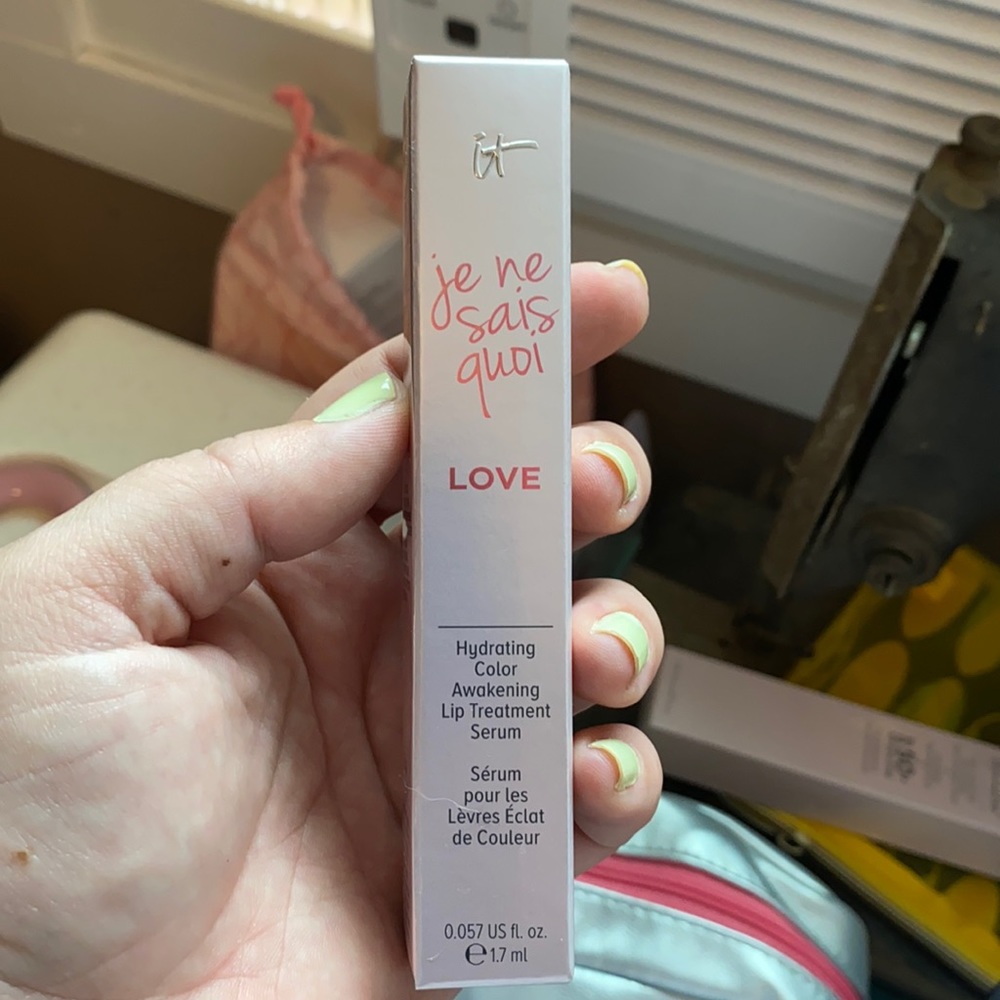 it
je ne
sais
quoi
LOVE
Hydrating
Color
Awakening
Lip Treatment
Serum
Sérum
pour les
Lèvres Éclat
de Couleur
0.057 US fl. oz.
℮ 1.7 ml